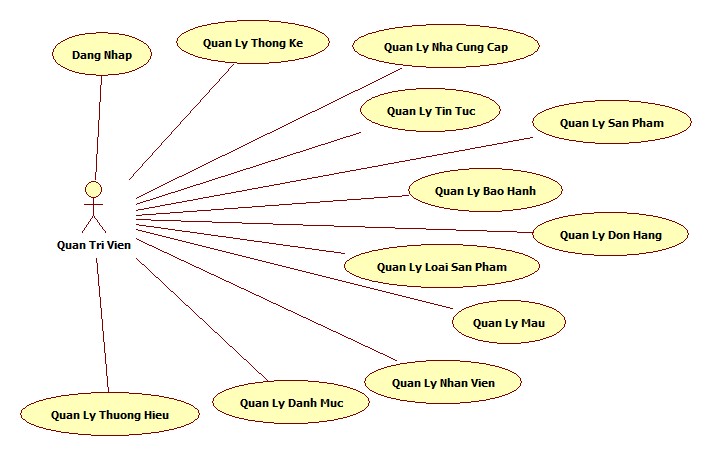 Dang Nhap
Quan Ly Thong Ke
Quan Ly Nha Cung Cap
Quan Ly Tin Tuc
Quan Ly San Pham
Quan Ly Bao Hanh
Quan Tri Vien
Quan Ly Don Hang
Quan Ly Loai San Pham
Quan Ly Mau
Quan Ly Nhan Vien
Quan Ly Danh Muc
Quan Ly Thuong Hieu